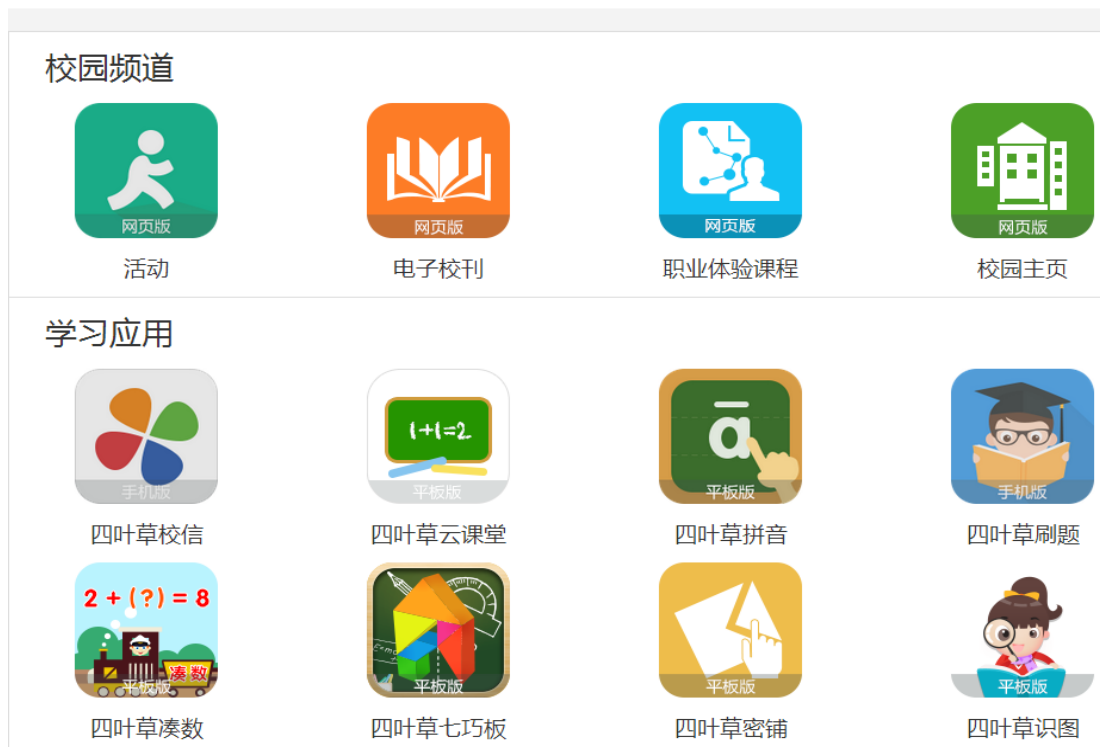 校园频道
网页版 网页版 网页版 网页版
活动 电子校刊 职业体验课程 校园主页
学习应用
1+1=2 ā
手机版 平板版 平板版 手机版
四叶草校信 四叶草云课堂 四叶草拼音 四叶草刷题
2 + (?) = 8
凑数
平板版 平板版 平板版 平板版
四叶草凑数 四叶草七巧板 四叶草密铺 四叶草识图